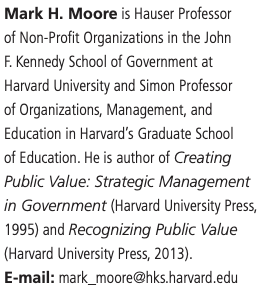 Mark H. Moore is Hauser Professor
of Non-Profit Organizations in the John
F. Kennedy School of Government at
Harvard University and Simon Professor
of Organizations, Management, and
Education in Harvard's Graduate School
of Education. He is author of Creating
Public Value: Strategic Management
in Government (Harvard University Press,
1995) and Recognizing Public Value
(Harvard University Press, 2013).
E-mail: mark_moore@hks.harvard.edu